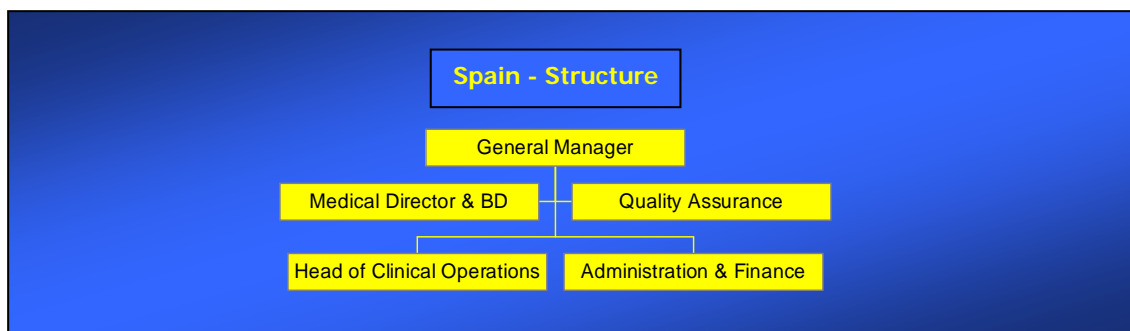 Spain - Structure
General Manager
Medical Director & BD
Quality Assurance
Head of Clinical Operations
Administration & Finance